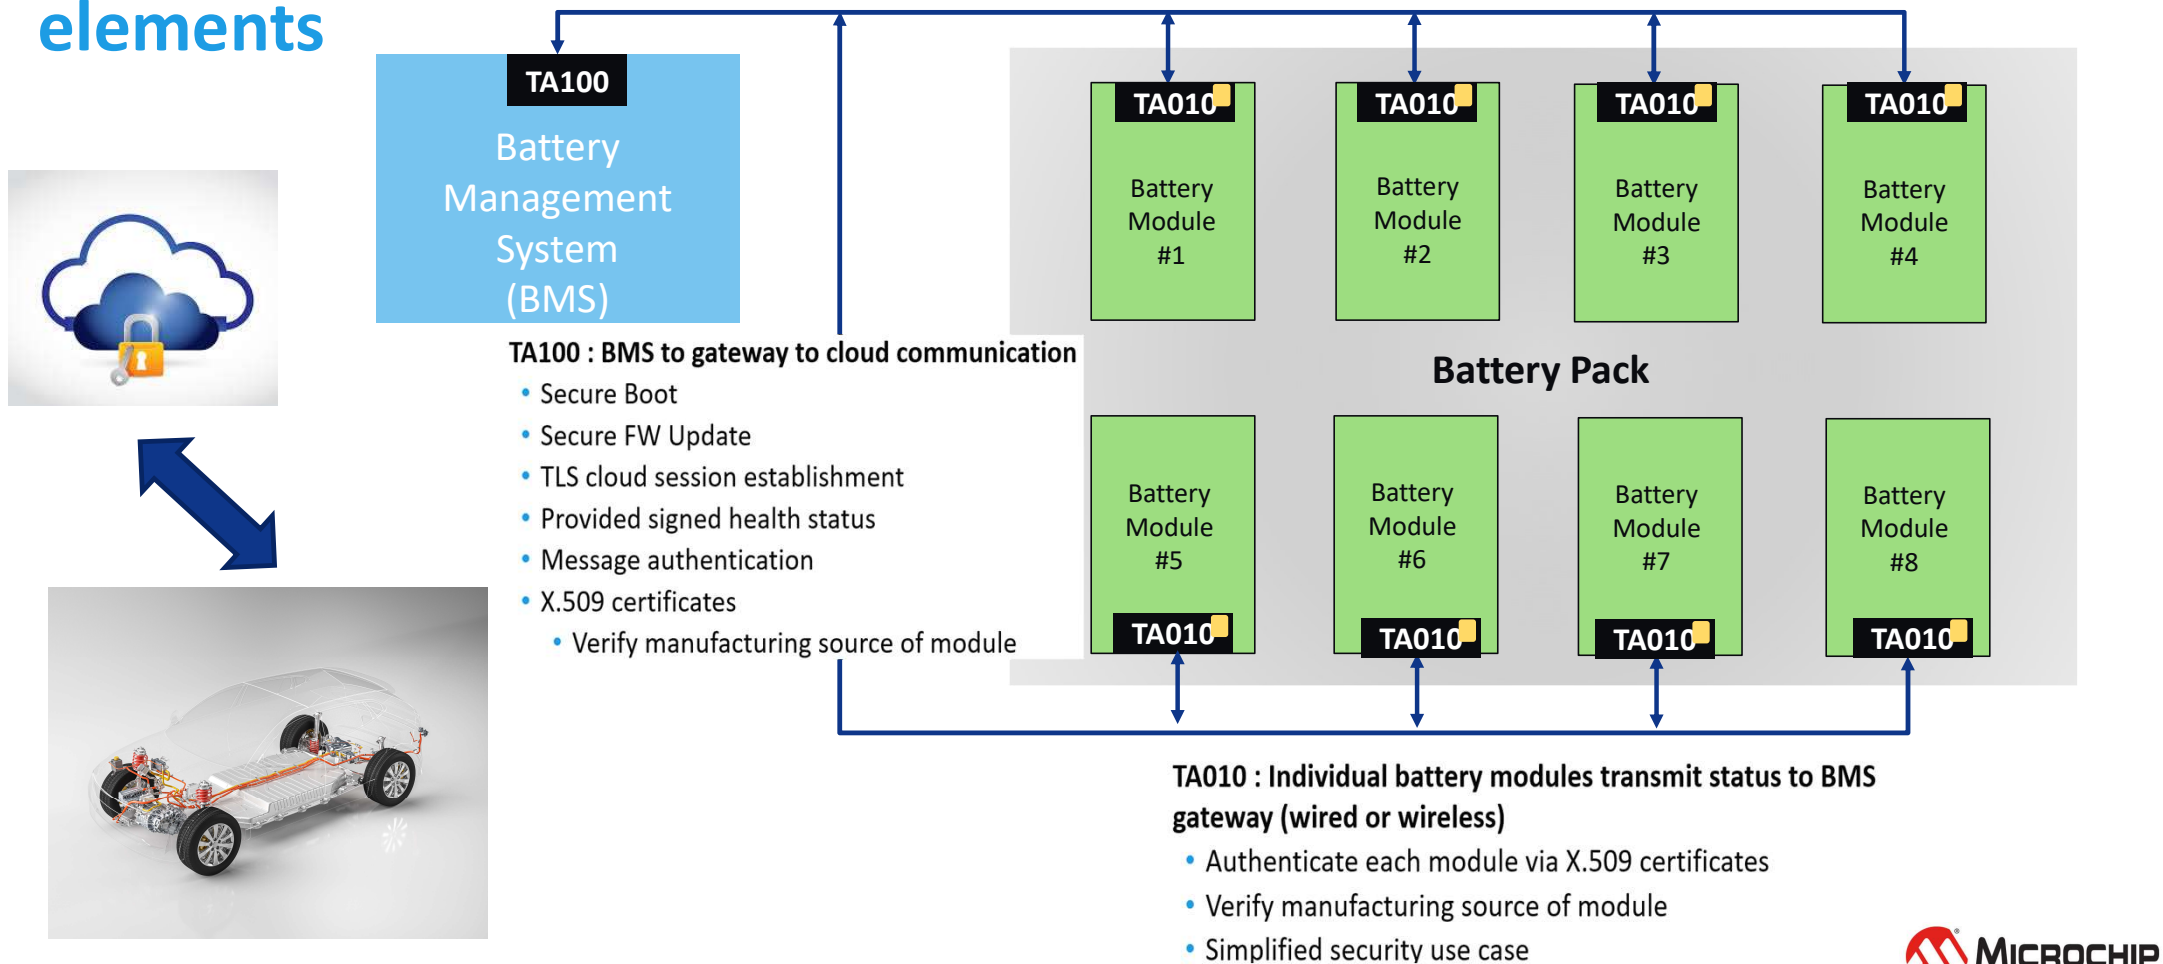 elements
TA100
Battery
Management
System
(BMS)
TA010
TA010
TA010
TA010
Battery
Module
#1
Battery
Module
#2
Battery
Module
#3
Battery
Module
#4
Battery Pack
TA100 : BMS to gateway to cloud communication
• Secure Boot
• Secure FW Update
• TLS cloud session establishment
• Provided signed health status
• Message authentication
• X.509 certificates
• Verify manufacturing source of module
Battery
Module
#5
Battery
Module
#6
Battery
Module
#7
Battery
Module
#8
TA010
TA010
TA010
TA010
TA010 : Individual battery modules transmit status to BMS
gateway (wired or wireless)
• Authenticate each module via X.509 certificates
• Verify manufacturing source of module
• Simplified security use case
MICROCHIP